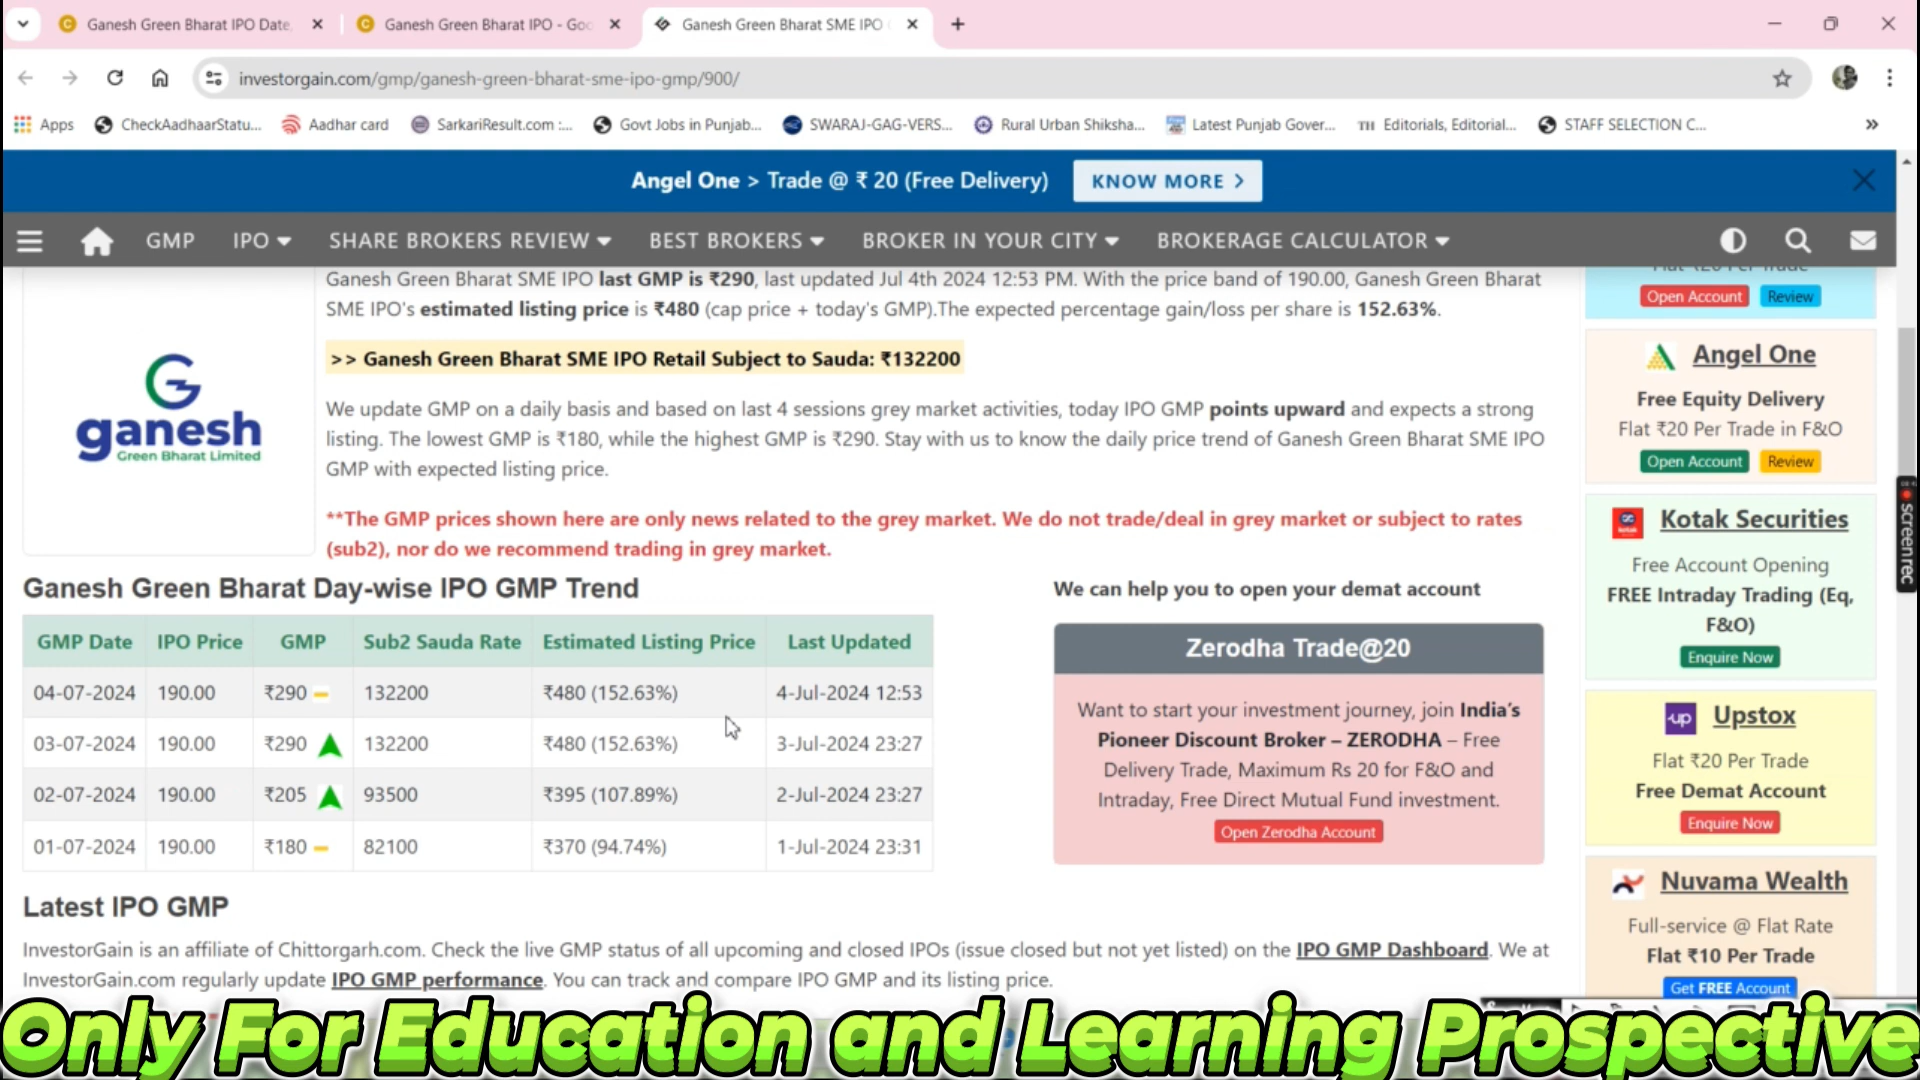 Ganesh Green Bharat IPO Date
Ganesh Green Bharat IPO - Goo
Ganesh Green Bharat SME IPO
investorgain.com/gmp/ganesh-green-bharat-sme-ipo-gmp/900/
Apps
CheckAadhaarStatu...
Aadhar card
SarkariResult.com :...
Govt Jobs in Punjab...
SWARAJ-GAG-VERS...
Rural Urban Shiksha...
Latest Punjab Gover...
TH Editorials, Editorial...
STAFF SELECTION C...
Angel One > Trade @ ₹ 20 (Free Delivery)
KNOW MORE
GMP
IPO
SHARE BROKERS REVIEW
BEST BROKERS
BROKER IN YOUR CITY
BROKERAGE CALCULATOR
Ganesh Green Bharat SME IPO last GMP is ₹290, last updated Jul 4th 2024 12:53 PM. With the price band of 190.00, Ganesh Green Bharat
SME IPO's estimated listing price is ₹480 (cap price + today's GMP).The expected percentage gain/loss per share is 152.63%.
>> Ganesh Green Bharat SME IPO Retail Subject to Sauda: ₹132200
We update GMP on a daily basis and based on last 4 sessions grey market activities, today IPO GMP points upward and expects a strong
listing. The lowest GMP is ₹180, while the highest GMP is ₹290. Stay with us to know the daily price trend of Ganesh Green Bharat SME IPO
GMP with expected listing price.
**The GMP prices shown here are only news related to the grey market. We do not trade/deal in grey market or subject to rates
(sub2), nor do we recommend trading in grey market.
ganesh
Green Bharat Limited
Ganesh Green Bharat Day-wise IPO GMP Trend
GMP Date IPO Price GMP Sub2 Sauda Rate Estimated Listing Price Last Updated
04-07-2024 190.00 ₹290 132200 ₹480 (152.63%) 4-Jul-2024 12:53
03-07-2024 190.00 ₹290 132200 ₹480 (152.63%) 3-Jul-2024 23:27
02-07-2024 190.00 ₹205 93500 ₹395 (107.89%) 2-Jul-2024 23:27
01-07-2024 190.00 ₹180 82100 ₹370 (94.74%) 1-Jul-2024 23:31
We can help you to open your demat account
Zerodha Trade@20
Want to start your investment journey, join India's
Pioneer Discount Broker – ZERODHA – Free
Delivery Trade, Maximum Rs 20 for F&O and
Intraday, Free Direct Mutual Fund investment.
Open Zerodha Account
Latest IPO GMP
InvestorGain is an affiliate of Chittorgarh.com. Check the live GMP status of all upcoming and closed IPOs (issue closed but not yet listed) on the IPO GMP Dashboard. We at
InvestorGain.com regularly update IPO GMP performance. You can track and compare IPO GMP and its listing price.
Flat ₹20 Per Trade
Open Account Review
Angel One
Free Equity Delivery
Flat ₹20 Per Trade in F&O
Open Account Review
Kotak Securities
kotak
Free Account Opening
FREE Intraday Trading (Eq,
F&O)
Enquire Now
up
Upstox
Flat ₹20 Per Trade
Free Demat Account
Enquire Now
Nuvama Wealth
Full-service @ Flat Rate
Flat ₹10 Per Trade
Get FREE Account
screenrec
Only For Education and Learning Prospective